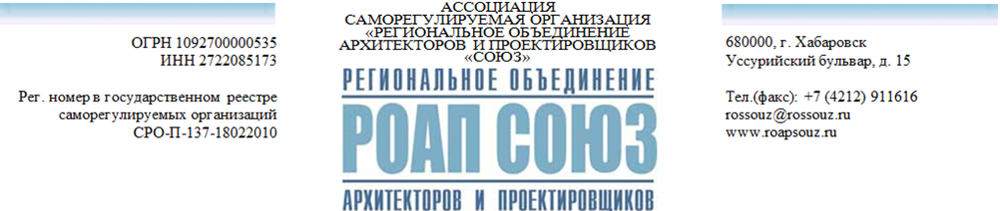 ОГРН 1092700000535
ИНН 2722085173
Рег. номер в государственном реестре
саморегулируемых организаций
СРО-П-137-18022010
АССОЦИАЦИЯ
САМОРЕГУЛИРУЕМАЯ ОРГАНИЗАЦИЯ
«РЕГИОНАЛЬНОЕ ОБЪЕДИНЕНИЕ
АРХИТЕКТОРОВ И ПРОЕКТИРОВЩИКОВ
«СОЮЗ»
РЕГИОНАЛЬНОЕ ОБЪЕДИНЕНИЕ
РОАП СОЮЗ
АРХИТЕКТОРОВ И ПРОЕКТИРОВЩИКОВ
680000, г. Хабаровск
Уссурийский бульвар, д. 15
Тел.(факс): +7 (4212) 911616
rossouz@rossouz.ru
www.roapsouz.ru